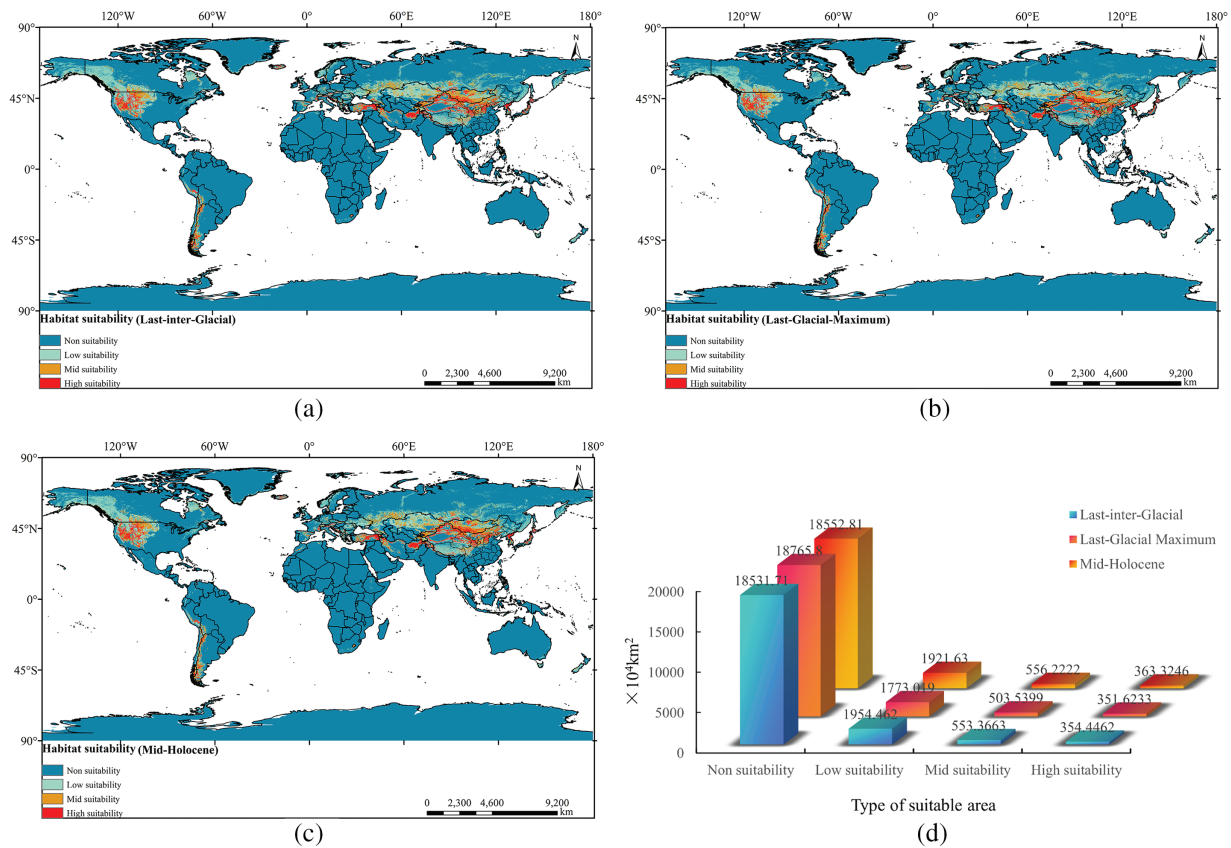 120°W 60°W 0° 60°E 120°E 180°
90°
45°N
0°
45°S
90°
N
Habitat suitability (Last-inter-Glacial)
Non suitability
Low suitability
Mid suitability
High suitability
0 2,300 4,600 9,200
km
(a)
120°W 60°W 0° 60°E 120°E 180°
90°
45°N
0°
45°S
90°
N
Habitat suitability (Last-Glacial-Maximum)
Non suitability
Low suitability
Mid suitability
High suitability
0 2,300 4,600 9,200
km
(b)
120°W 60°W 0° 60°E 120°E 180°
90°
45°N
0°
45°S
90°
N
Habitat suitability (Mid-Holocene)
Non suitability
Low suitability
Mid suitability
High suitability
0 2,300 4,600 9,200
km
(c)
Last-inter-Glacial
Last-Glacial Maximum
Mid-Holocene
18552.81
18765.8
18531.71
1921.63
556.2222
363.3246
1773.019
503.5399
351.6233
1954.462
553.3663
354.4462
20000
15000
10000
5000
0
×10⁴km²
Non suitability Low suitability Mid suitability High suitability
Type of suitable area
(d)